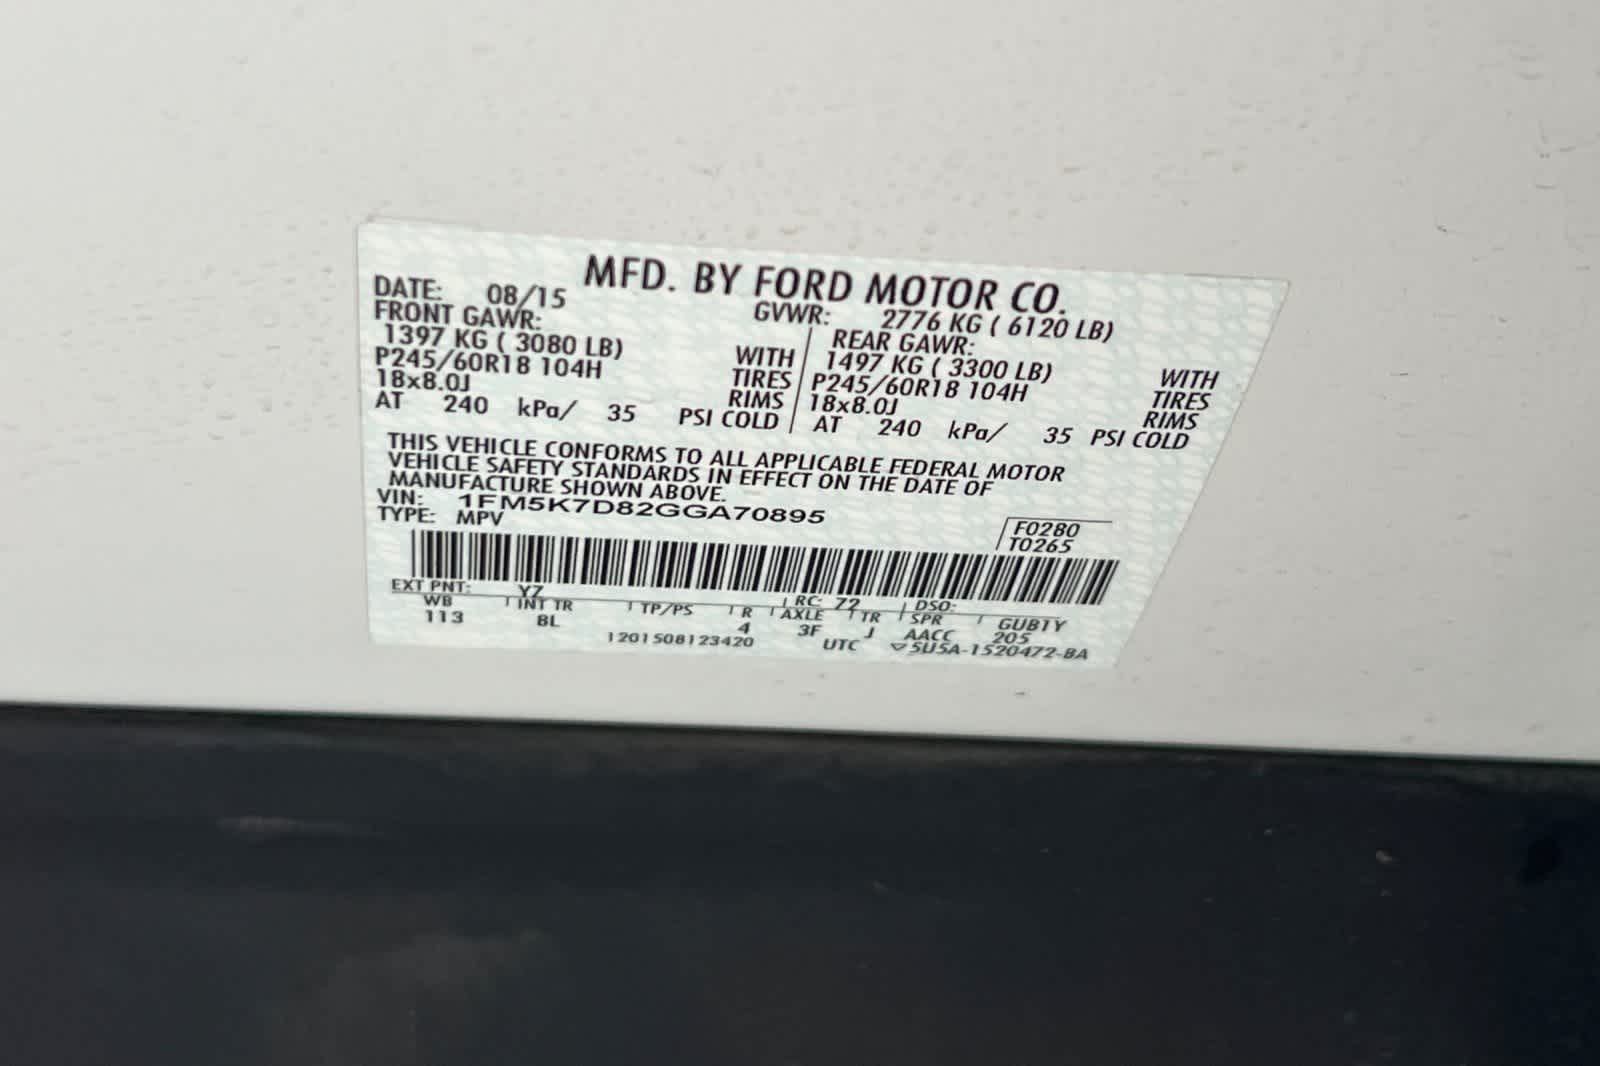 MFD. BY FORD MOTOR CO.
DATE: 08/15 GVWR: 2776 KG ( 6120 LB)
FRONT GAWR: REAR GAWR:
1397 KG ( 3080 LB) WITH 1497 KG ( 3300 LB) WITH
P245/60R18 104H TIRES P245/60R18 104H TIRES
18x8.0J RIMS 18x8.0J RIMS
AT 240 kPa/ 35 PSI COLD AT 240 kPa/ 35 PSI COLD
THIS VEHICLE CONFORMS TO ALL APPLICABLE FEDERAL MOTOR
VEHICLE SAFETY STANDARDS IN EFFECT ON THE DATE OF
MANUFACTURE SHOWN ABOVE.
VIN: 1FM5K7D82GGA70895
TYPE: MPV
F0280
T0265
EXT PNT: YZ RC: 72 DSO:
WB INT TR TP/PS R AXLE TR SPR GUB1Y
113 BL 4 3F J AACC 205
1201508123420 UTC ▽5U5A-1520472-BA